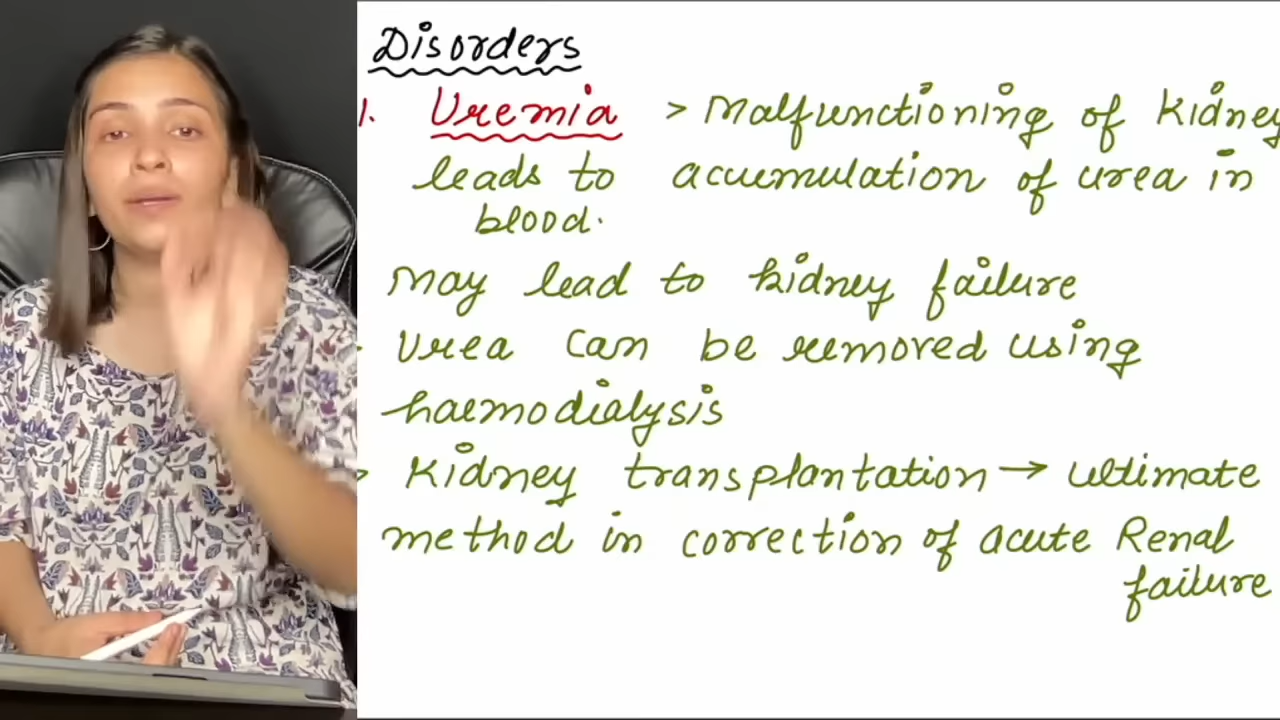 Disorders
1. Uremia > Malfunctioning of Kidney
leads to acumulation of urea in
blood.
May lead to kidney failure
Urea can be removed using
haemodialysis
> Kidney transplantation → ultimate
method in correction of acute Renal
failure